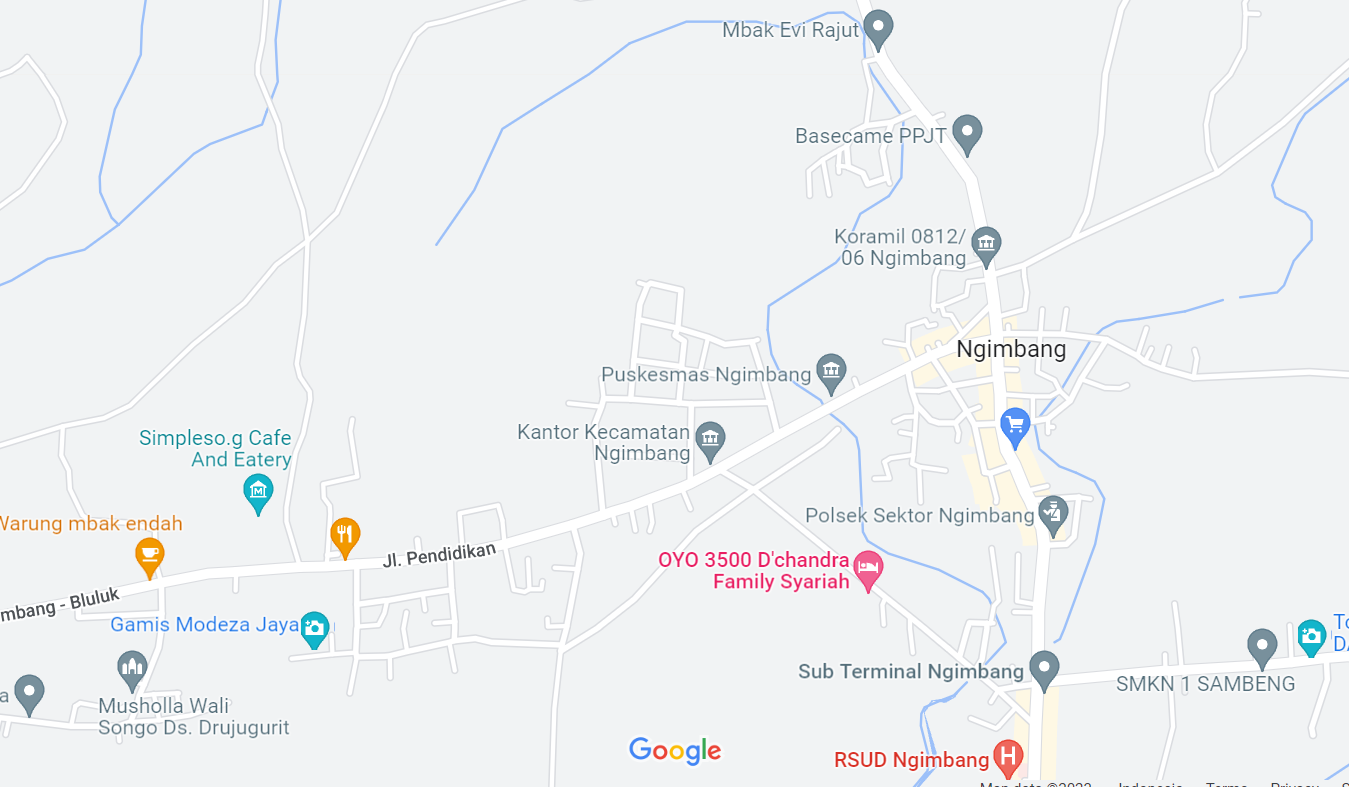 Mbak Evi Rajut
Basecame PPJT
Koramil 0812/
06 Ngimbang
Ngimbang
Puskesmas Ngimbang
Kantor Kecamatan
Ngimbang
Simpleso.g Cafe
And Eatery
Warung mbak endah
Polsek Sektor Ngimbang
Jl. Pendidikan
OYO 3500 D'chandra
Family Syariah
mbang - Bluluk
Gamis Modeza Jaya
To
DA
Sub Terminal Ngimbang
SMKN 1 SAMBENG
a
Musholla Wali
Songo Ds. Drujugurit
Google
RSUD Ngimbang
H
M